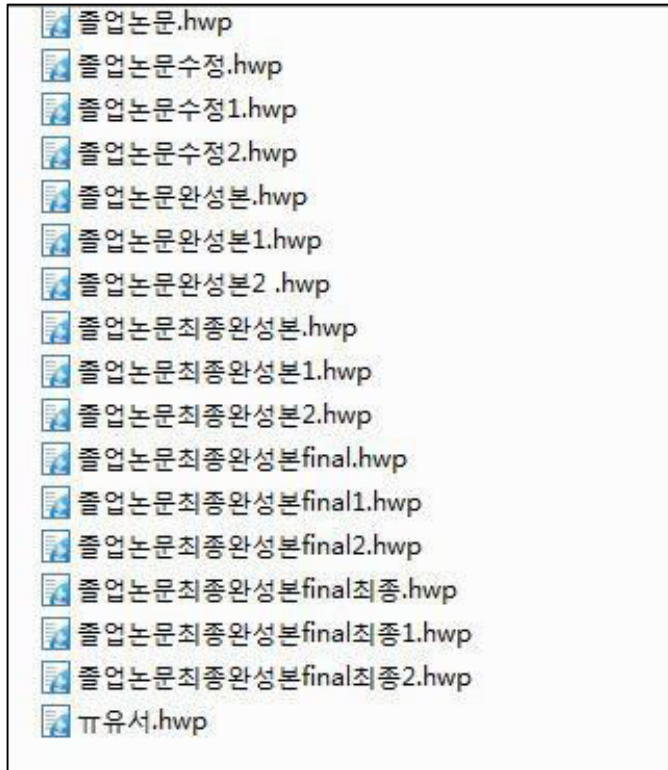 졸업논문.hwp
졸업논문수정.hwp
졸업논문수정1.hwp
졸업논문수정2.hwp
졸업논문완성본.hwp
졸업논문완성본1.hwp
졸업논문완성본2 .hwp
졸업논문최종완성본.hwp
졸업논문최종완성본1.hwp
졸업논문최종완성본2.hwp
졸업논문최종완성본final.hwp
졸업논문최종완성본final1.hwp
졸업논문최종완성본final2.hwp
졸업논문최종완성본final최종.hwp
졸업논문최종완성본final최종1.hwp
졸업논문최종완성본final최종2.hwp
ㅠ유서.hwp